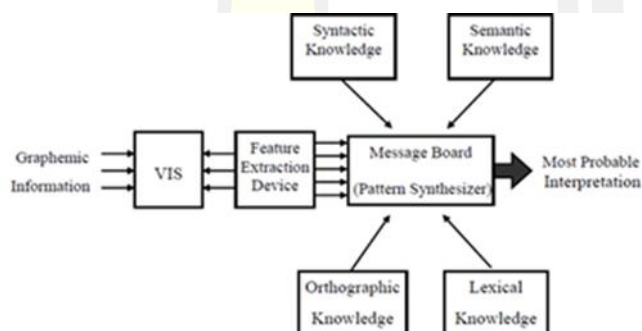 Syntactic
Knowledge
Semantic
Knowledge
Graphemic
Information
VIS
Feature
Extraction
Device
Message Board
(Pattern Synthesizer)
Most Probable
Interpretation
Orthographic
Knowledge
Lexical
Knowledge